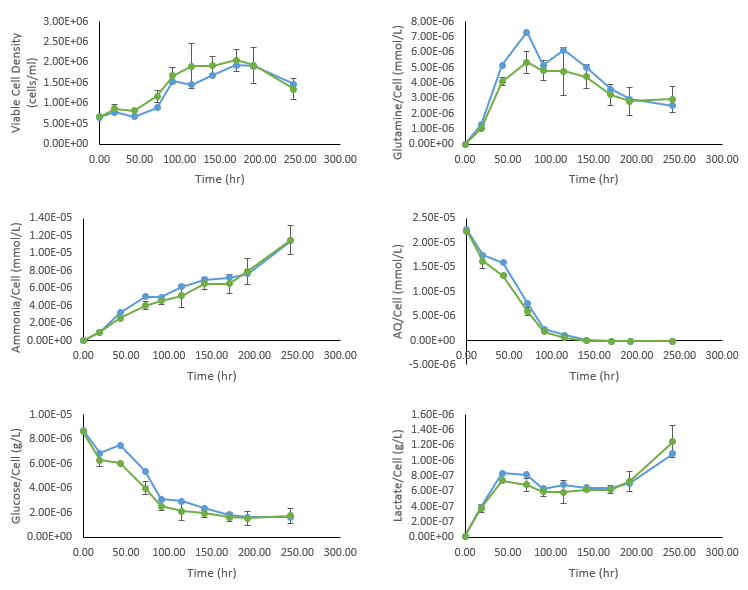 3.00E+06
2.50E+06
2.00E+06
1.50E+06
1.00E+06
5.00E+05
0.00E+00
Viable Cell Density
(cells/ml)
0.00 50.00 100.00 150.00 200.00 250.00 300.00
Time (hr)
8.00E-06
7.00E-06
6.00E-06
5.00E-06
4.00E-06
3.00E-06
2.00E-06
1.00E-06
0.00E+00
Glutamine/Cell (mmol/L)
0.00 50.00 100.00 150.00 200.00 250.00 300.00
Time (hr)
1.40E-05
1.20E-05
1.00E-05
8.00E-06
6.00E-06
4.00E-06
2.00E-06
0.00E+00
Ammonia/Cell (mmol/L)
0.00 50.00 100.00 150.00 200.00 250.00 300.00
Time (hr)
2.50E-05
2.00E-05
1.50E-05
1.00E-05
5.00E-06
0.00E+00
-5.00E-06
AQ/Cell (mmol/L)
0.00 50.00 100.00 150.00 200.00 250.00 300.00
Time (hr)
1.00E-05
8.00E-06
6.00E-06
4.00E-06
2.00E-06
0.00E+00
Glucose/Cell (g/L)
0.00 50.00 100.00 150.00 200.00 250.00 300.00
Time (hr)
1.60E-06
1.40E-06
1.20E-06
1.00E-06
8.00E-07
6.00E-07
4.00E-07
2.00E-07
0.00E+00
Lactate/Cell (g/L)
0.00 50.00 100.00 150.00 200.00 250.00 300.00
Time (hr)